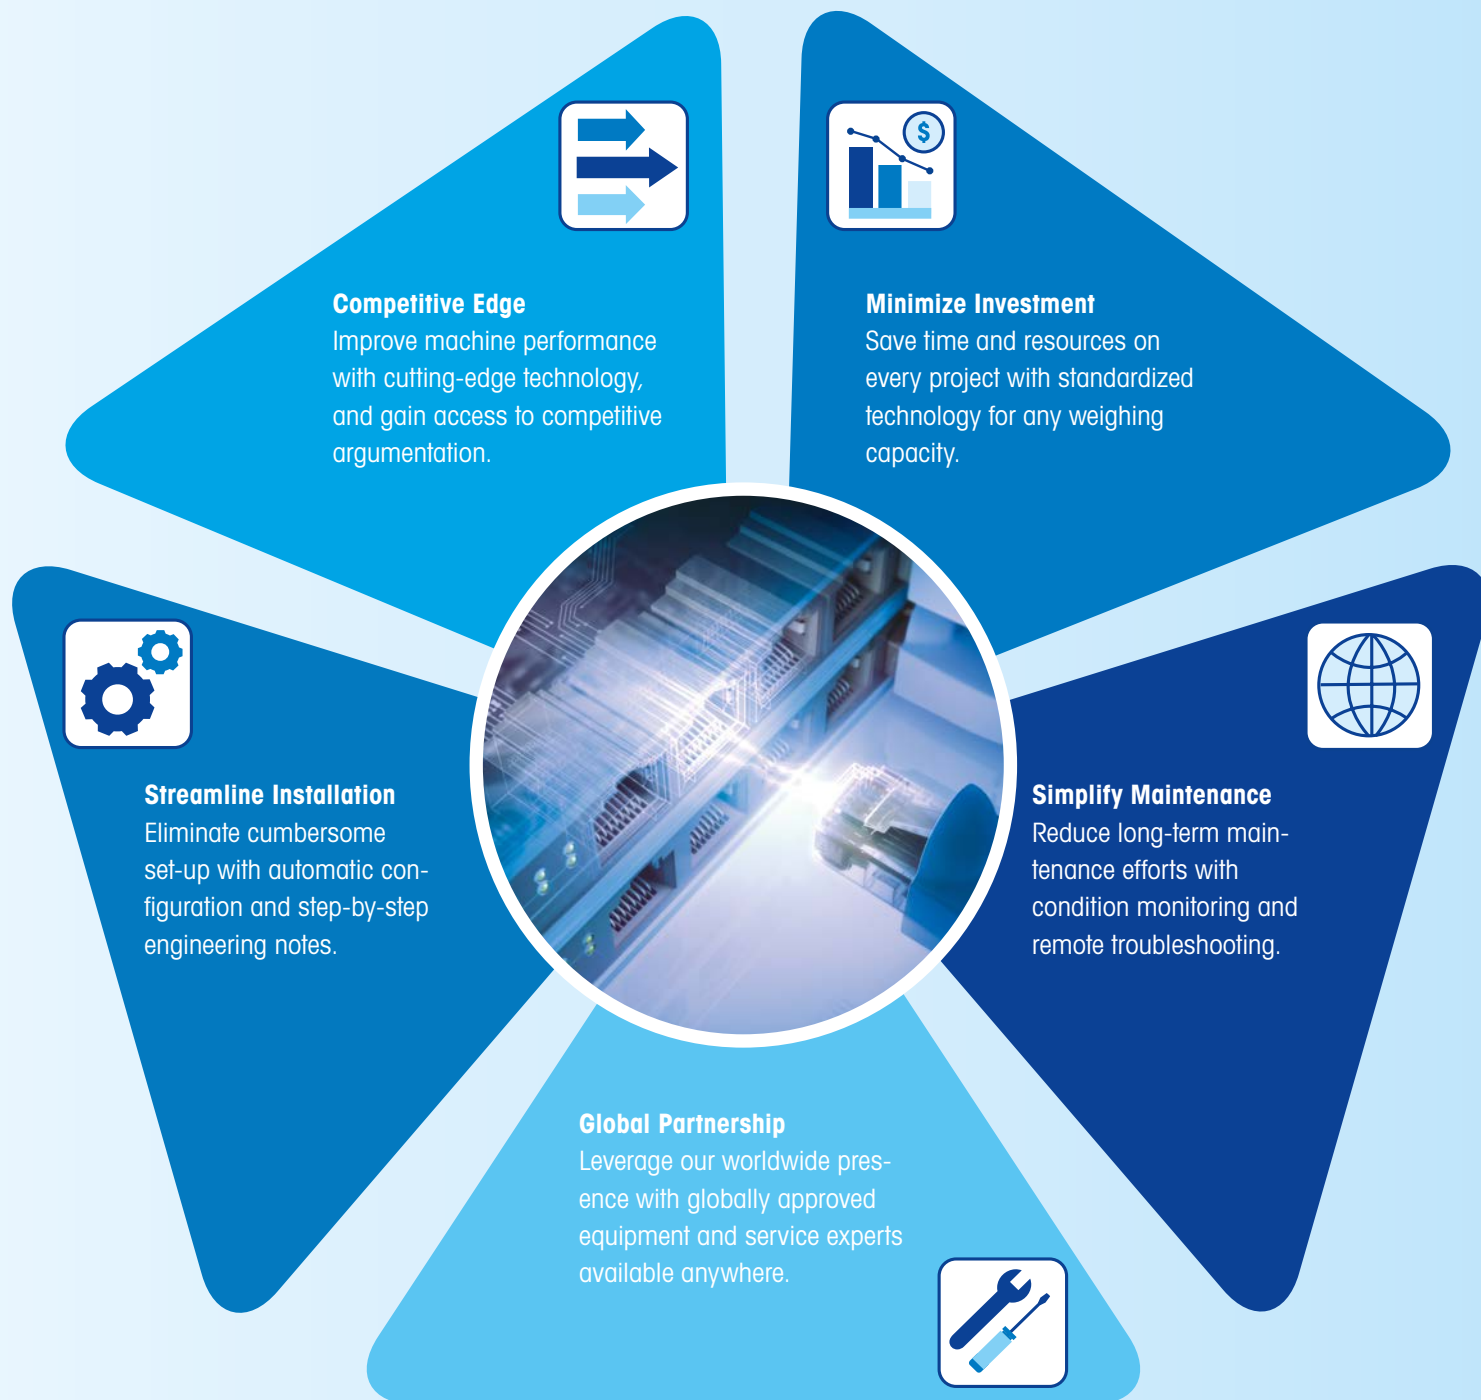 $
Competitive Edge
Improve machine performance
with cutting-edge technology,
and gain access to competitive
argumentation.
Minimize Investment
Save time and resources on
every project with standardized
technology for any weighing
capacity.
Streamline Installation
Eliminate cumbersome
set-up with automatic con-
figuration and step-by-step
engineering notes.
Simplify Maintenance
Reduce long-term main-
tenance efforts with
condition monitoring and
remote troubleshooting.
Global Partnership
Leverage our worldwide pres-
ence with globally approved
equipment and service experts
available anywhere.